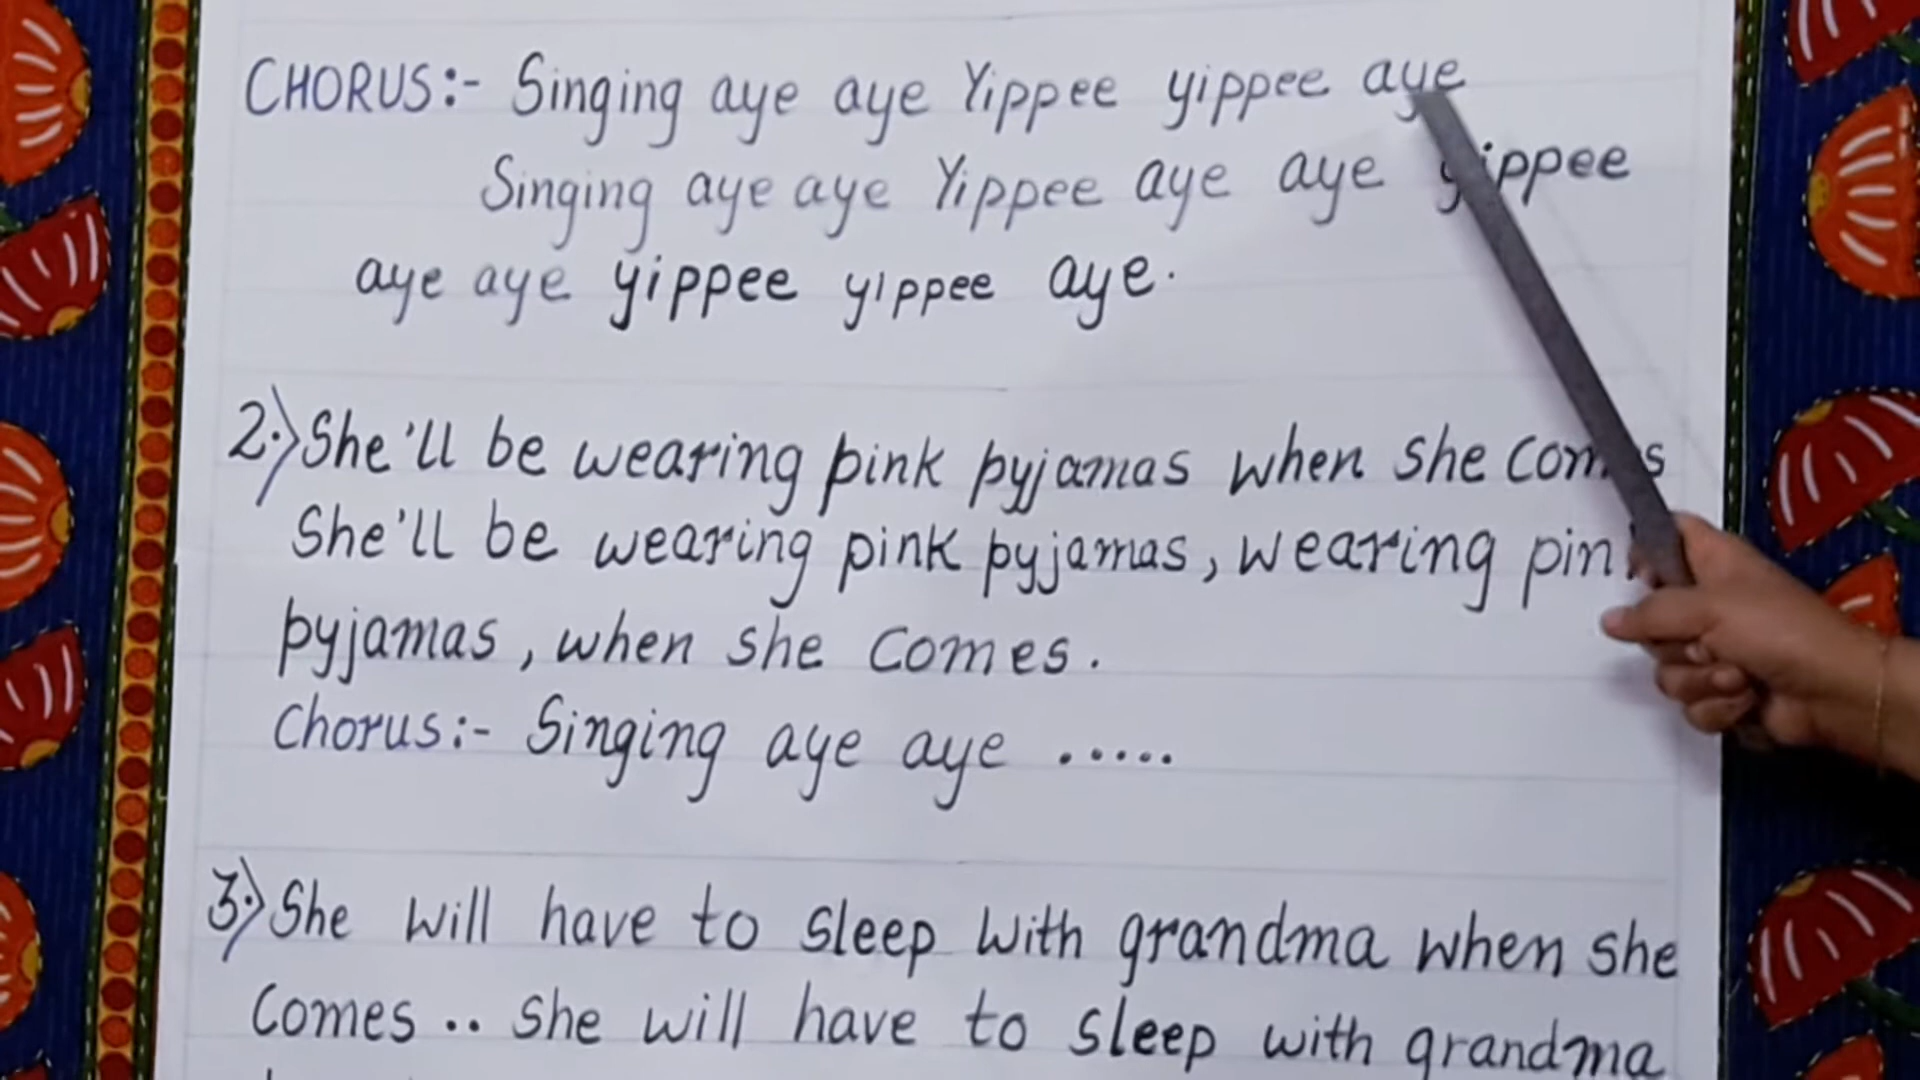 CHORUS:- Singing aye aye Yippee yippee aye
Singing aye aye Yippee aye aye yippee
aye aye yippee yippee aye.
2.) She'll be wearing pink pyjamas when she comes
She'll be wearing pink pyjamas, wearing pink
pyjamas, when she comes.
Chorus:- Singing aye aye .....
3.) She will have to sleep with grandma when she
comes .. she will have to sleep with grandma